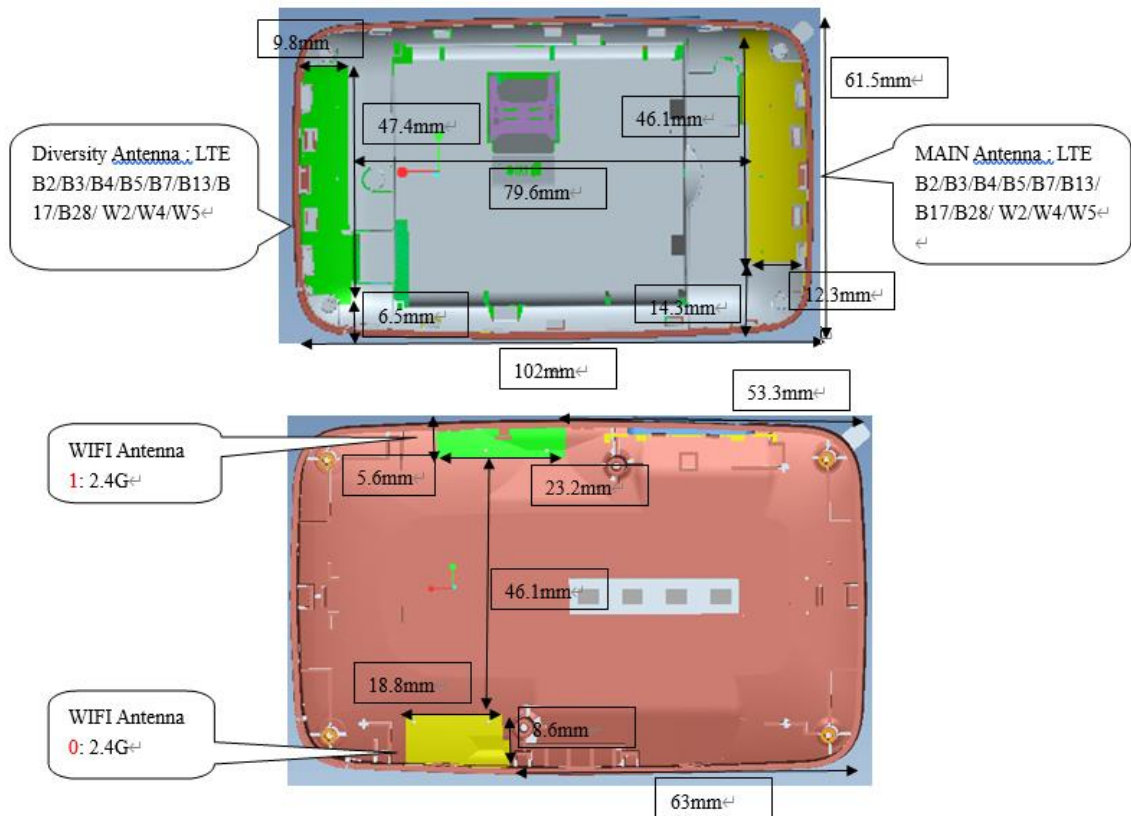 9.8mm↵
61.5mm↵
47.4mm↵
46.1mm↵
Diversity Antenna : LTE
B2/B3/B4/B5/B7/B13/B
17/B28/ W2/W4/W5↵
MAIN Antenna : LTE
B2/B3/B4/B5/B7/B13/
B17/B28/ W2/W4/W5↵
↵
79.6mm↵
6.5mm↵
14.3mm↵
12.3mm↵
102mm↵
53.3mm↵
WIFI Antenna
1: 2.4G↵
5.6mm↵
23.2mm↵
46.1mm↵
18.8mm↵
WIFI Antenna
0: 2.4G↵
8.6mm↵
63mm↵